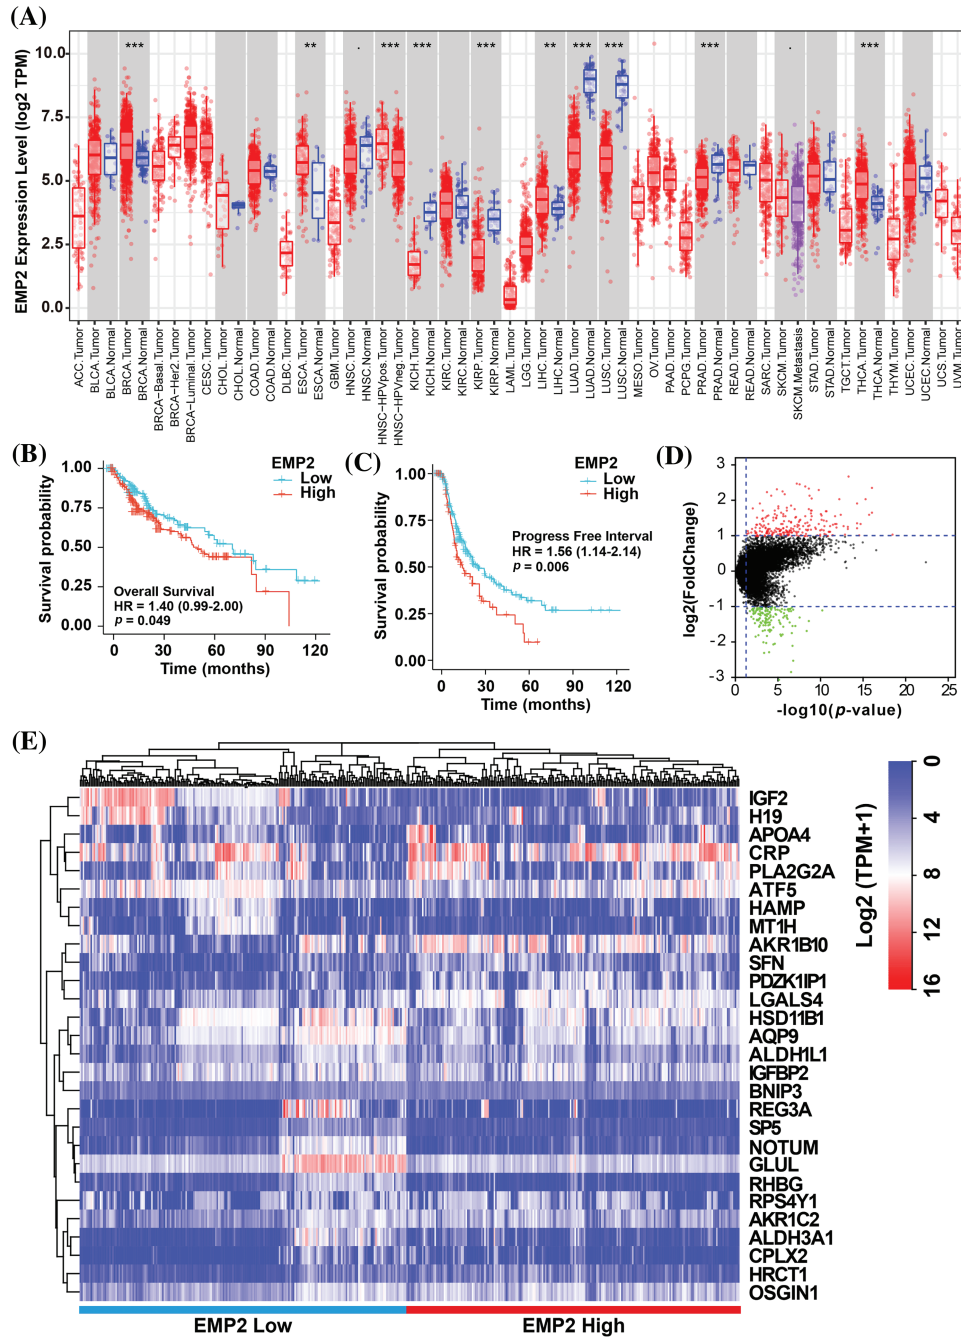 (A)
EMP2 Expression Level (log2 TPM)
10.0
7.5
5.0
2.5
0.0
*** ** . *** *** *** ** *** *** *** . ***
ACC.Tumor
BLCA.Tumor
BLCA.Normal
BRCA.Tumor
BRCA.Normal
BRCA-Basal.Tumor
BRCA-Her2.Tumor
BRCA-Luminal.Tumor
CESC.Tumor
CHOL.Tumor
CHOL.Normal
COAD.Tumor
COAD.Normal
DLBC.Tumor
ESCA.Tumor
ESCA.Normal
GBM.Tumor
HNSC.Tumor
HNSC.Normal
HNSC-HPVpos.Tumor
HNSC-HPVneg.Tumor
KICH.Tumor
KICH.Normal
KIRC.Tumor
KIRC.Normal
KIRP.Tumor
KIRP.Normal
LAML.Tumor
LGG.Tumor
LIHC.Tumor
LIHC.Normal
LUAD.Tumor
LUAD.Normal
LUSC.Tumor
LUSC.Normal
MESO.Tumor
OV.Tumor
PAAD.Tumor
PCPG.Tumor
PRAD.Tumor
PRAD.Normal
READ.Tumor
READ.Normal
SARC.Tumor
SKCM.Tumor
SKCM.Metastasis
STAD.Tumor
STAD.Normal
TGCT.Tumor
THCA.Tumor
THCA.Normal
THYM.Tumor
UCEC.Tumor
UCEC.Normal
UCS.Tumor
UVM.Tumor
(B)
Survival probability
1.00
0.75
0.50
0.25
0.00
EMP2
Low
High
Overall Survival
HR = 1.40 (0.99-2.00)
p = 0.049
0 30 60 90 120
Time (months)
(C)
Survival probability
1.00
0.75
0.50
0.25
0.00
EMP2
Low
High
Progress Free Interval
HR = 1.56 (1.14-2.14)
p = 0.006
0 30 60 90 120
Time (months)
(D)
log2(FoldChange)
3
2
1
0
-1
-2
-3
0 5 10 15 20 25
-log10(p-value)
(E)
IGF2
H19
APOA4
CRP
PLA2G2A
ATF5
HAMP
MT1H
AKR1B10
SFN
PDZK1IP1
LGALS4
HSD11B1
AQP9
ALDH1L1
IGFBP2
BNIP3
REG3A
SP5
NOTUM
GLUL
RHBG
RPS4Y1
AKR1C2
ALDH3A1
CPLX2
HRCT1
OSGIN1
EMP2 Low
EMP2 High
Log2 (TPM+1)
0
4
8
12
16